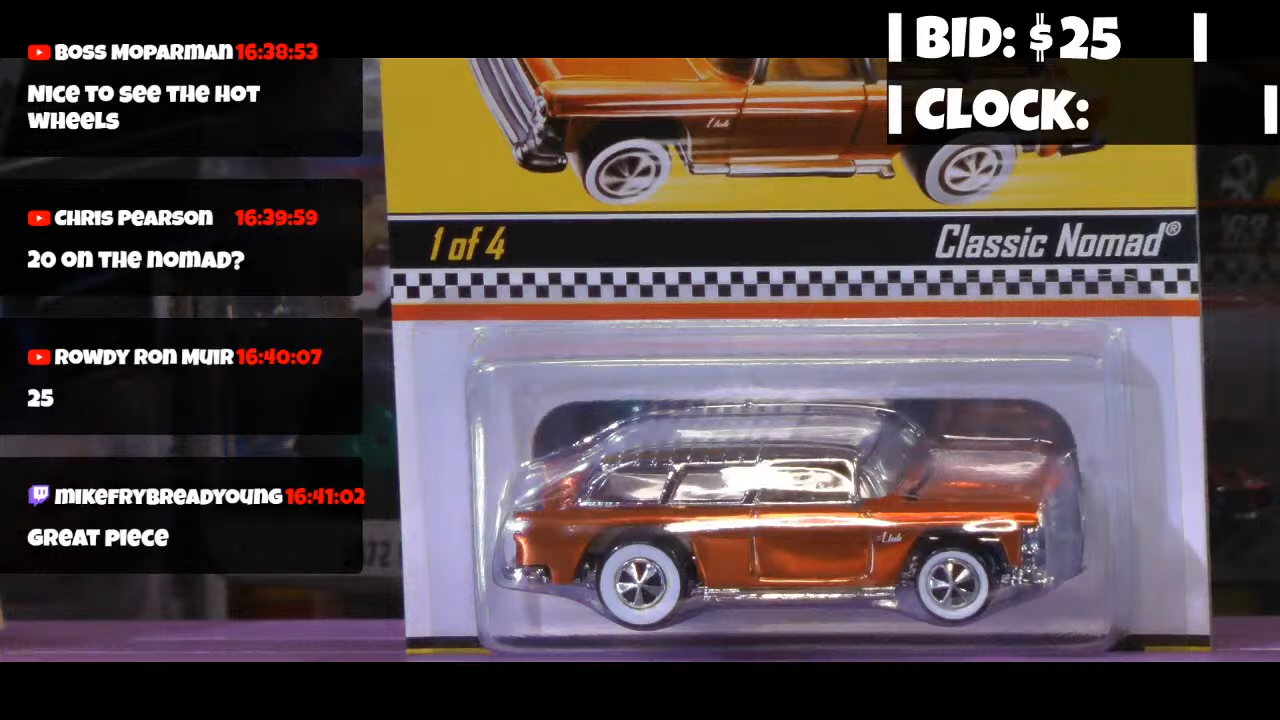 BOSS MOPARMAN 16:38:53
NICE TO SEE THE HOT
WHEELS
CHRIS PEARSON 16:39:59
20 ON THE NOMAD?
ROWDY RON MUIR 16:40:07
25
MIKEFRYBREADYOUNG 16:41:02
GREAT PIECE
| BID: $25 |
| CLOCK: |
Club
1 of 4
Classic Nomad®
Club